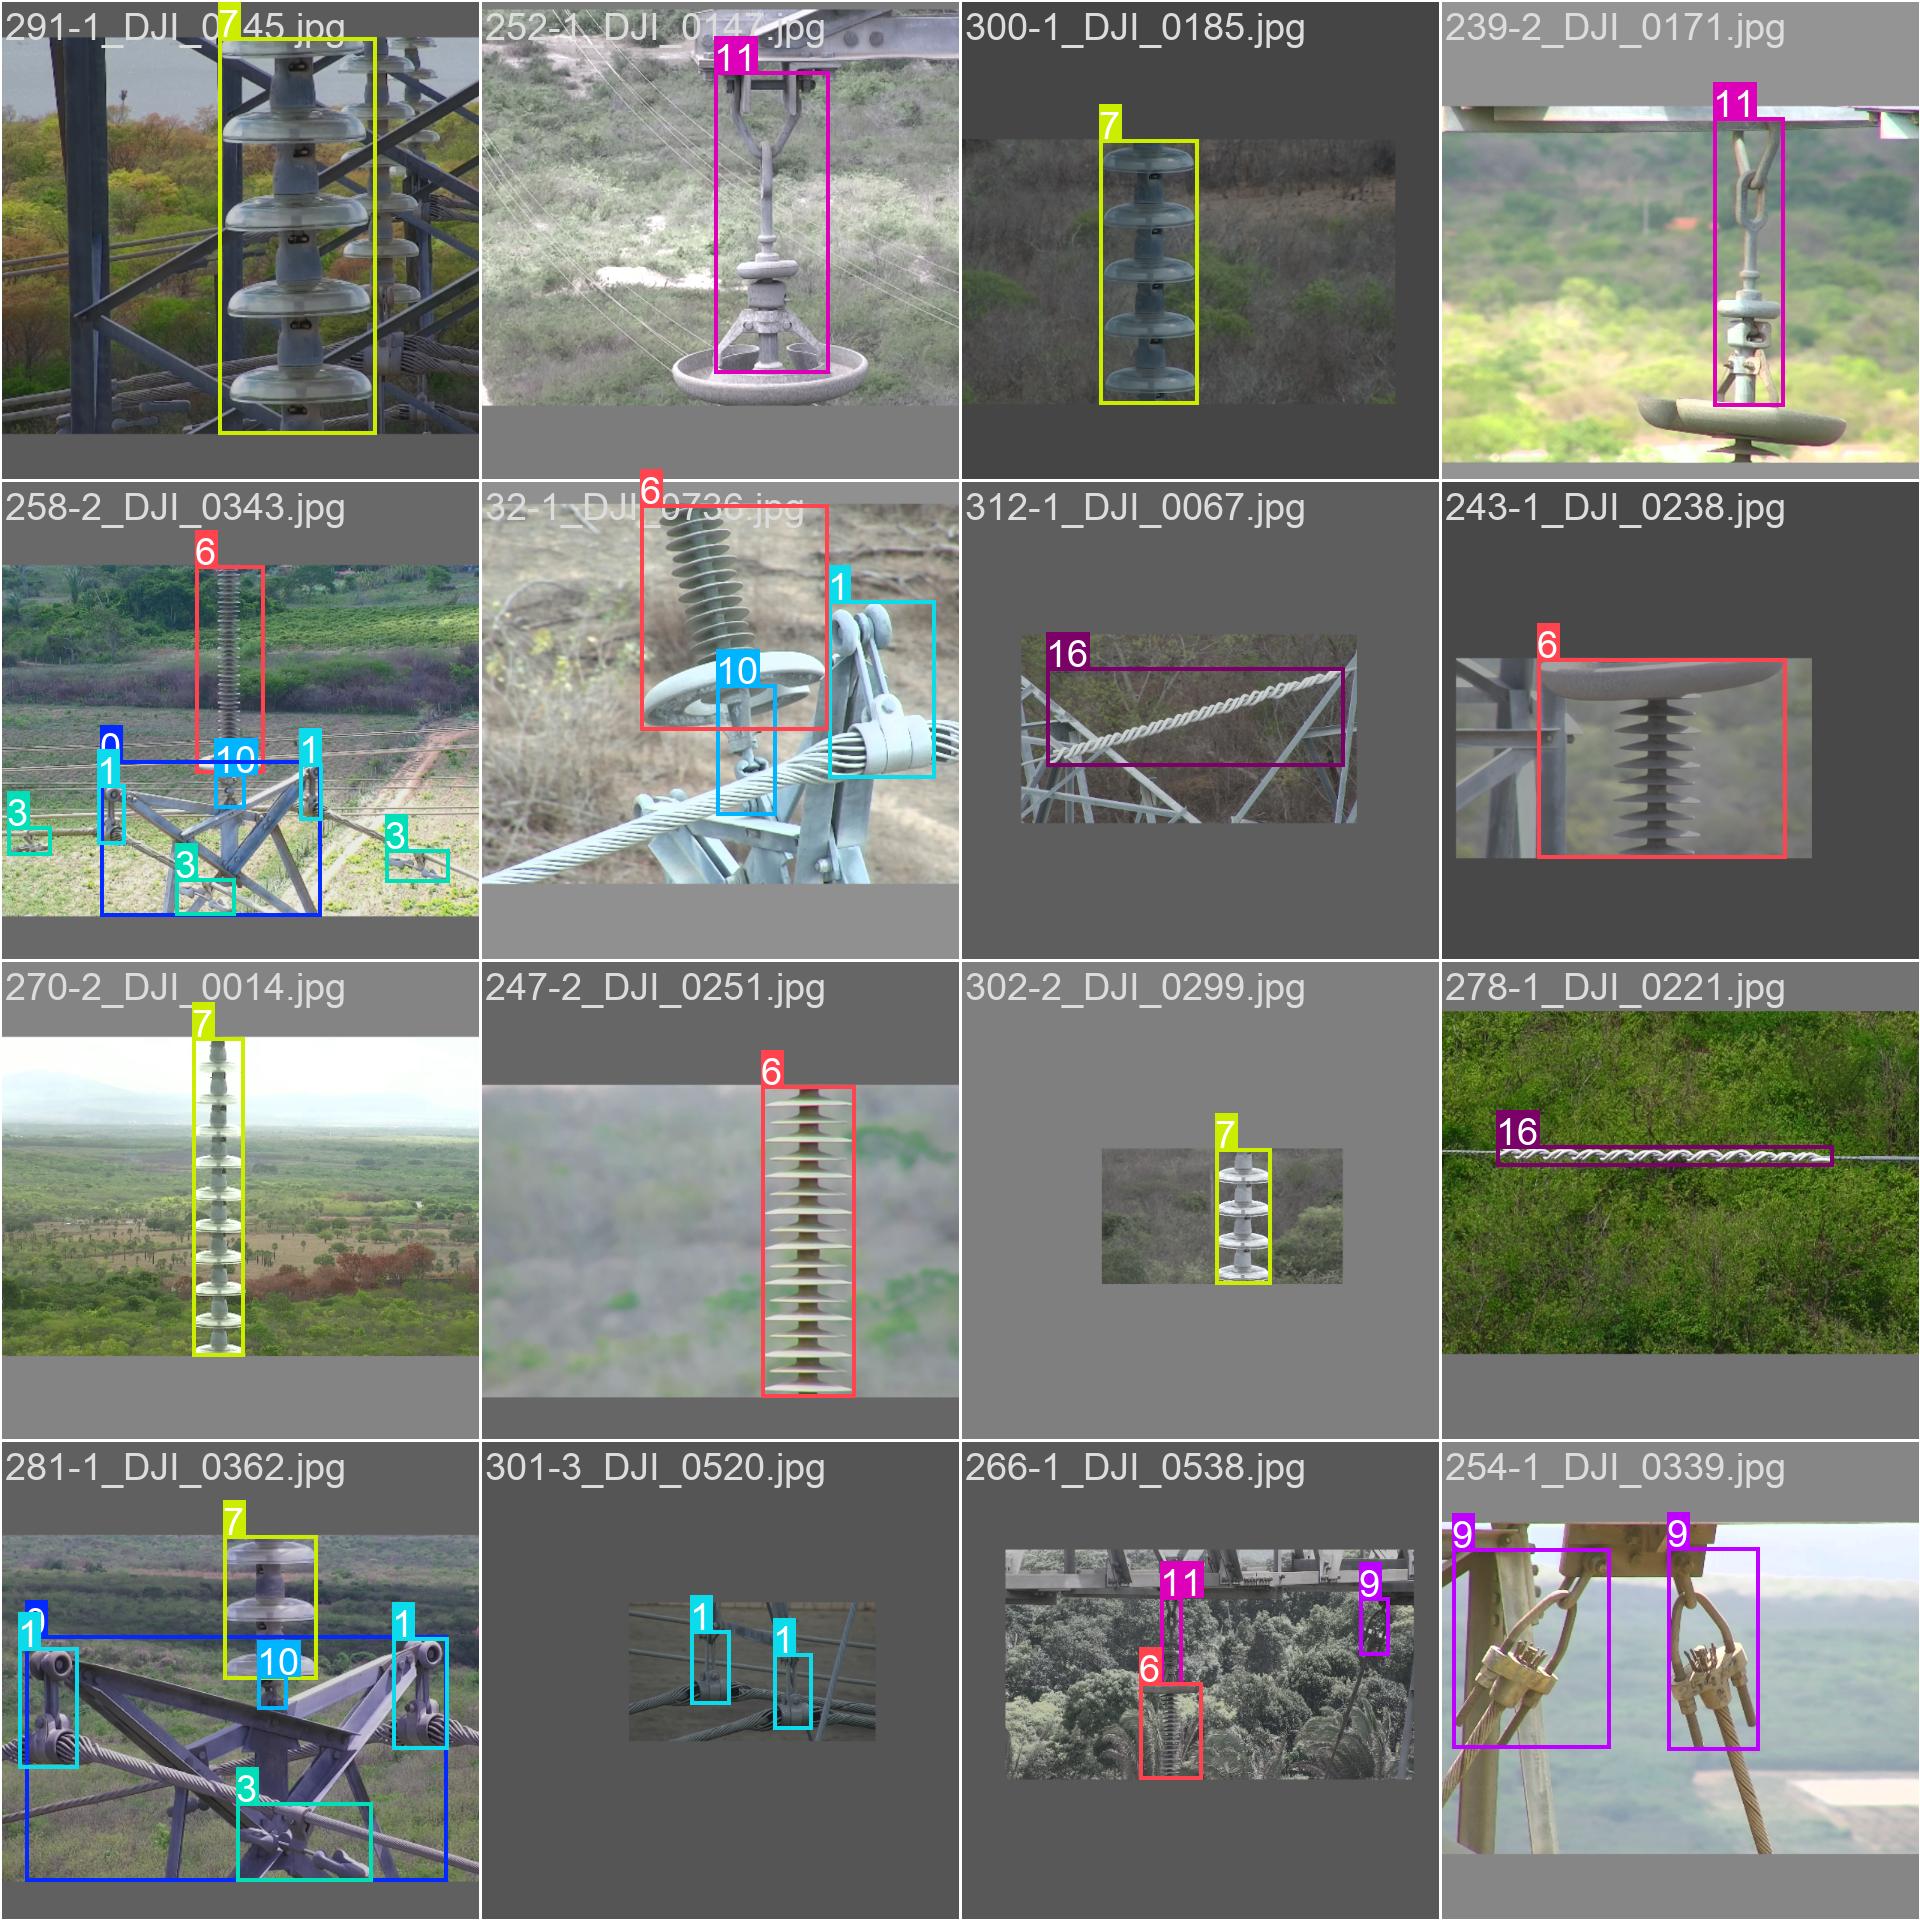 291-1_DJI_0745.jpg
7
252-1_DJI_0147.jpg
11
300-1_DJI_0185.jpg
7
239-2_DJI_0171.jpg
11
258-2_DJI_0343.jpg
6
0
1
10
1
3
3
3
32-1_DJI_0736.jpg
6
1
10
312-1_DJI_0067.jpg
16
243-1_DJI_0238.jpg
6
270-2_DJI_0014.jpg
7
247-2_DJI_0251.jpg
6
302-2_DJI_0299.jpg
7
278-1_DJI_0221.jpg
16
281-1_DJI_0362.jpg
7
0
1
1
10
3
301-3_DJI_0520.jpg
1
1
266-1_DJI_0538.jpg
11
9
6
254-1_DJI_0339.jpg
9
9